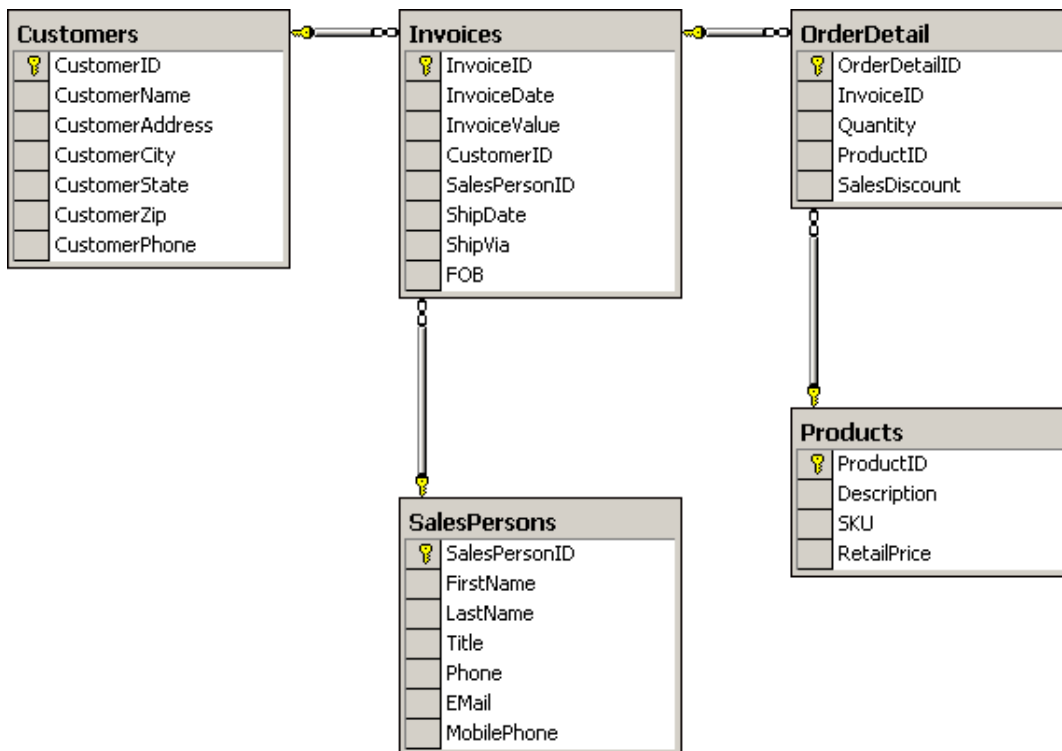 Customers
CustomerID
CustomerName
CustomerAddress
CustomerCity
CustomerState
CustomerZip
CustomerPhone
Invoices
InvoiceID
InvoiceDate
InvoiceValue
CustomerID
SalesPersonID
ShipDate
ShipVia
FOB
OrderDetail
OrderDetailID
InvoiceID
Quantity
ProductID
SalesDiscount
Products
ProductID
Description
SKU
RetailPrice
SalesPersons
SalesPersonID
FirstName
LastName
Title
Phone
EMail
MobilePhone